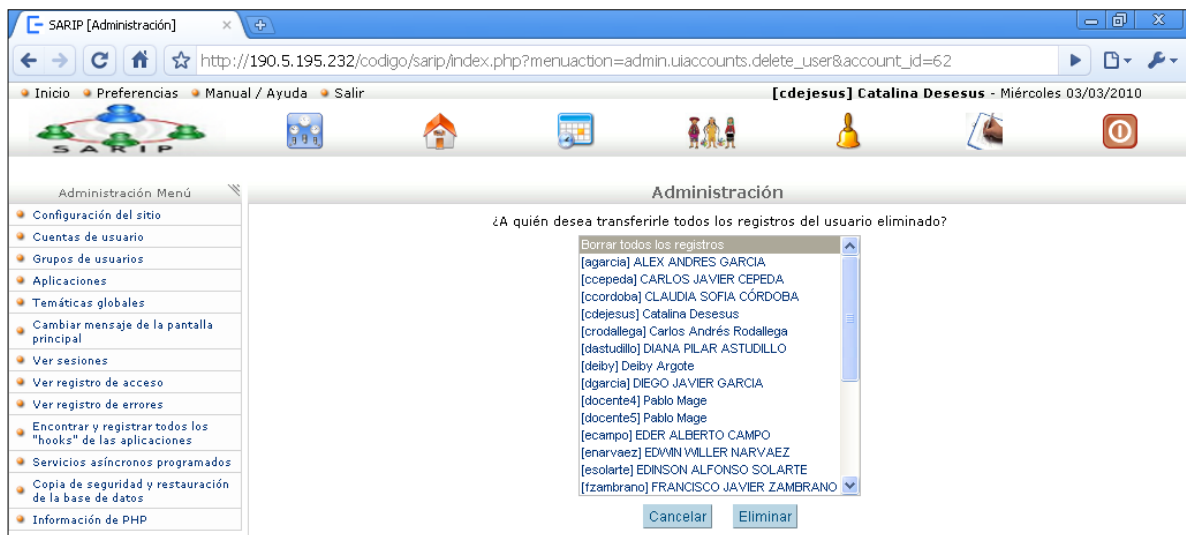 SARIP [Administración]
http://190.5.195.232/codigo/sarip/index.php?menuaction=admin.uiaccounts.delete_user&account_id=62
Inicio Preferencias Manual / Ayuda Salir
[cdejesus] Catalina Desesus - Miércoles 03/03/2010
SARIP
Administración Menú
Configuración del sitio
Cuentas de usuario
Grupos de usuarios
Aplicaciones
Temáticas globales
Cambiar mensaje de la pantalla
principal
Ver sesiones
Ver registro de acceso
Ver registro de errores
Encontrar y registrar todos los
"hooks" de las aplicaciones
Servicios asíncronos programados
Copia de seguridad y restauración
de la base de datos
Información de PHP
Administración
¿A quién desea transferirle todos los registros del usuario eliminado?
Borrar todos los registros
[agarcia] ALEX ANDRES GARCIA
[ccepeda] CARLOS JAVIER CEPEDA
[ccordoba] CLAUDIA SOFIA CÓRDOBA
[cdejesus] Catalina Desesus
[crodallega] Carlos Andrés Rodallega
[dastudillo] DIANA PILAR ASTUDILLO
[deiby] Deiby Argote
[dgarcia] DIEGO JAVIER GARCIA
[docente4] Pablo Mage
[docente5] Pablo Mage
[ecampo] EDER ALBERTO CAMPO
[enarvaez] EDWIN WILLER NARVAEZ
[esolarte] EDINSON ALFONSO SOLARTE
[fzambrano] FRANCISCO JAVIER ZAMBRANO
Cancelar Eliminar